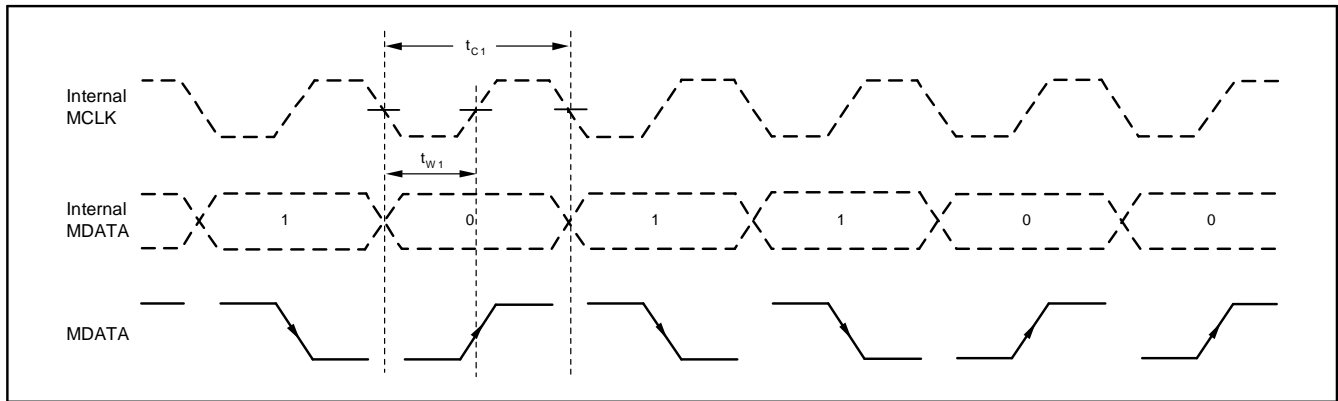 tC1
Internal
MCLK
tW1
Internal
MDATA
1 0 1 1 0 0
MDATA